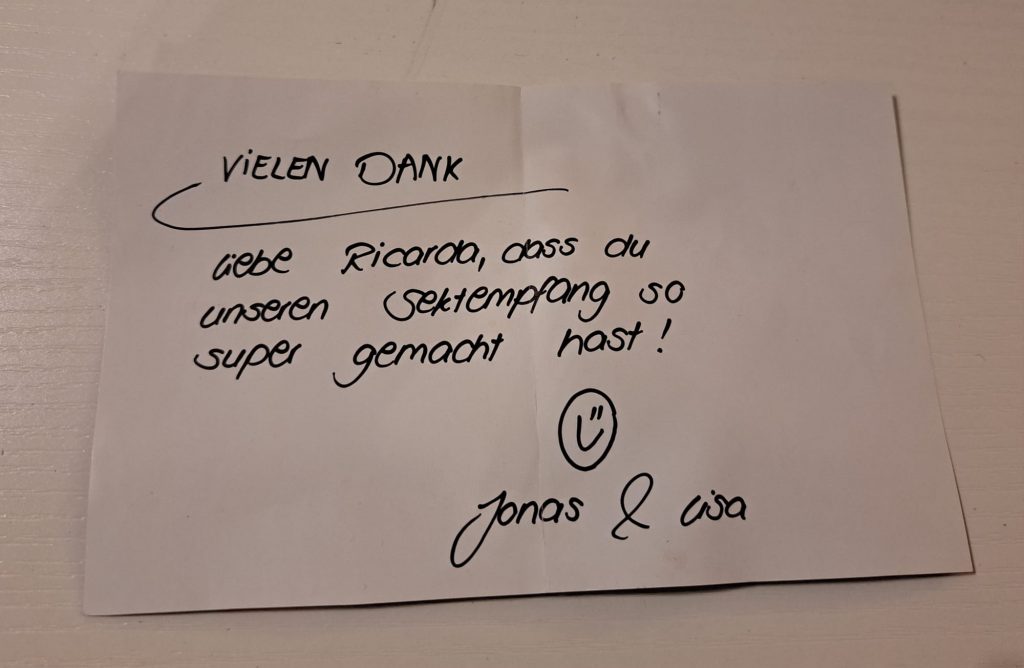 ViELEN DANK
liebe Ricarda, dass du
unseren Sektempfang so
super gemacht hast!
Jonas & Lisa